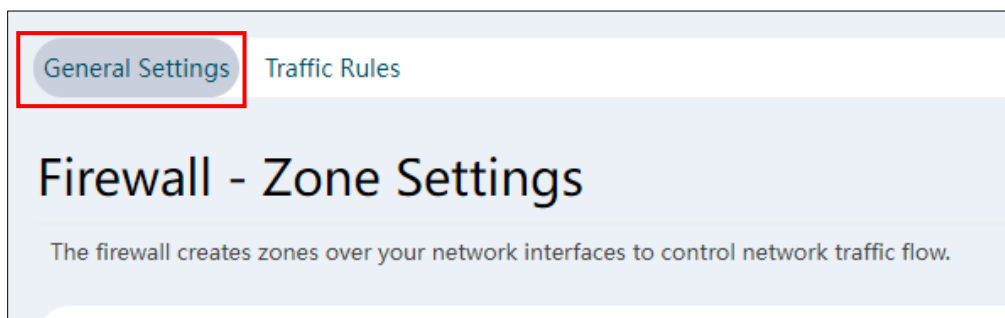 General Settings Traffic Rules
Firewall - Zone Settings
The firewall creates zones over your network interfaces to control network traffic flow.